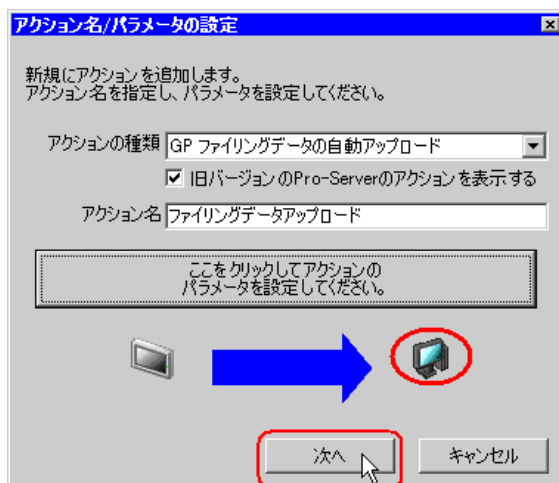 アクション名/パラメータの設定
新規にアクションを追加します。
アクション名を指定し、パラメータを設定してください。
アクションの種類 GP ファイリングデータの自動アップロード
旧バージョンのPro-Serverのアクションを表示する
アクション名 ファイリングデータアップロード
ここをクリックしてアクションの
パラメータを設定してください。
次へ キャンセル